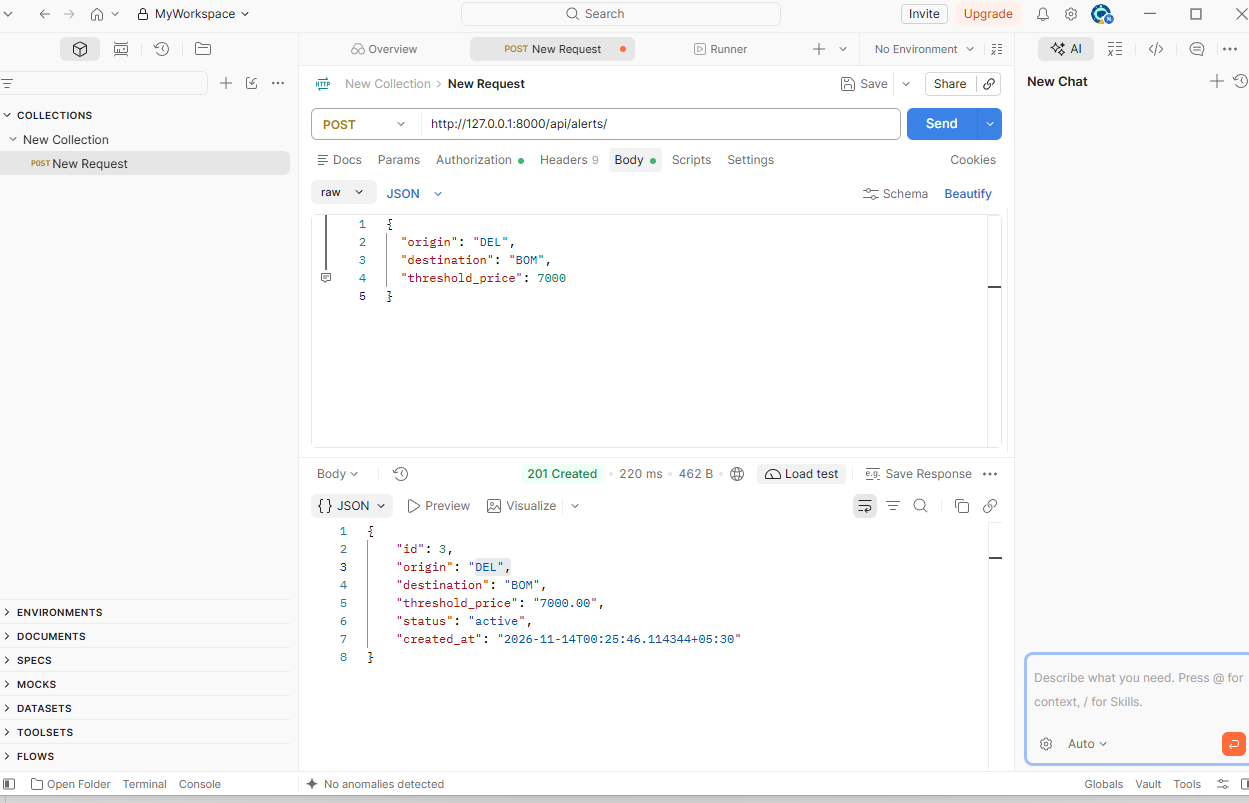 MyWorkspace
Search
Invite
Upgrade
N
Overview
POST New Request
Runner
No Environment
AI
HTTP
New Collection > New Request
Save
Share
New Chat
COLLECTIONS
New Collection
POST New Request
POST
http://127.0.0.1:8000/api/alerts/
Send
Docs Params Authorization Headers 9 Body Scripts Settings Cookies
raw JSON Schema Beautify
1 {
2 "origin": "DEL",
3 "destination": "BOM",
4 "threshold_price": 7000
5 }
Body 201 Created • 220 ms • 462 B • Load test e.g. Save Response
{} JSON Preview Visualize
1 {
2 "id": 3,
3 "origin": "DEL",
4 "destination": "BOM",
5 "threshold_price": "7000.00",
6 "status": "active",
7 "created_at": "2026-11-14T00:25:46.114344+05:30"
8 }
ENVIRONMENTS
DOCUMENTS
SPECS
MOCKS
DATASETS
TOOLSETS
FLOWS
Describe what you need. Press @ for
context, / for Skills.
Auto
Open Folder Terminal Console No anomalies detected Globals Vault Tools